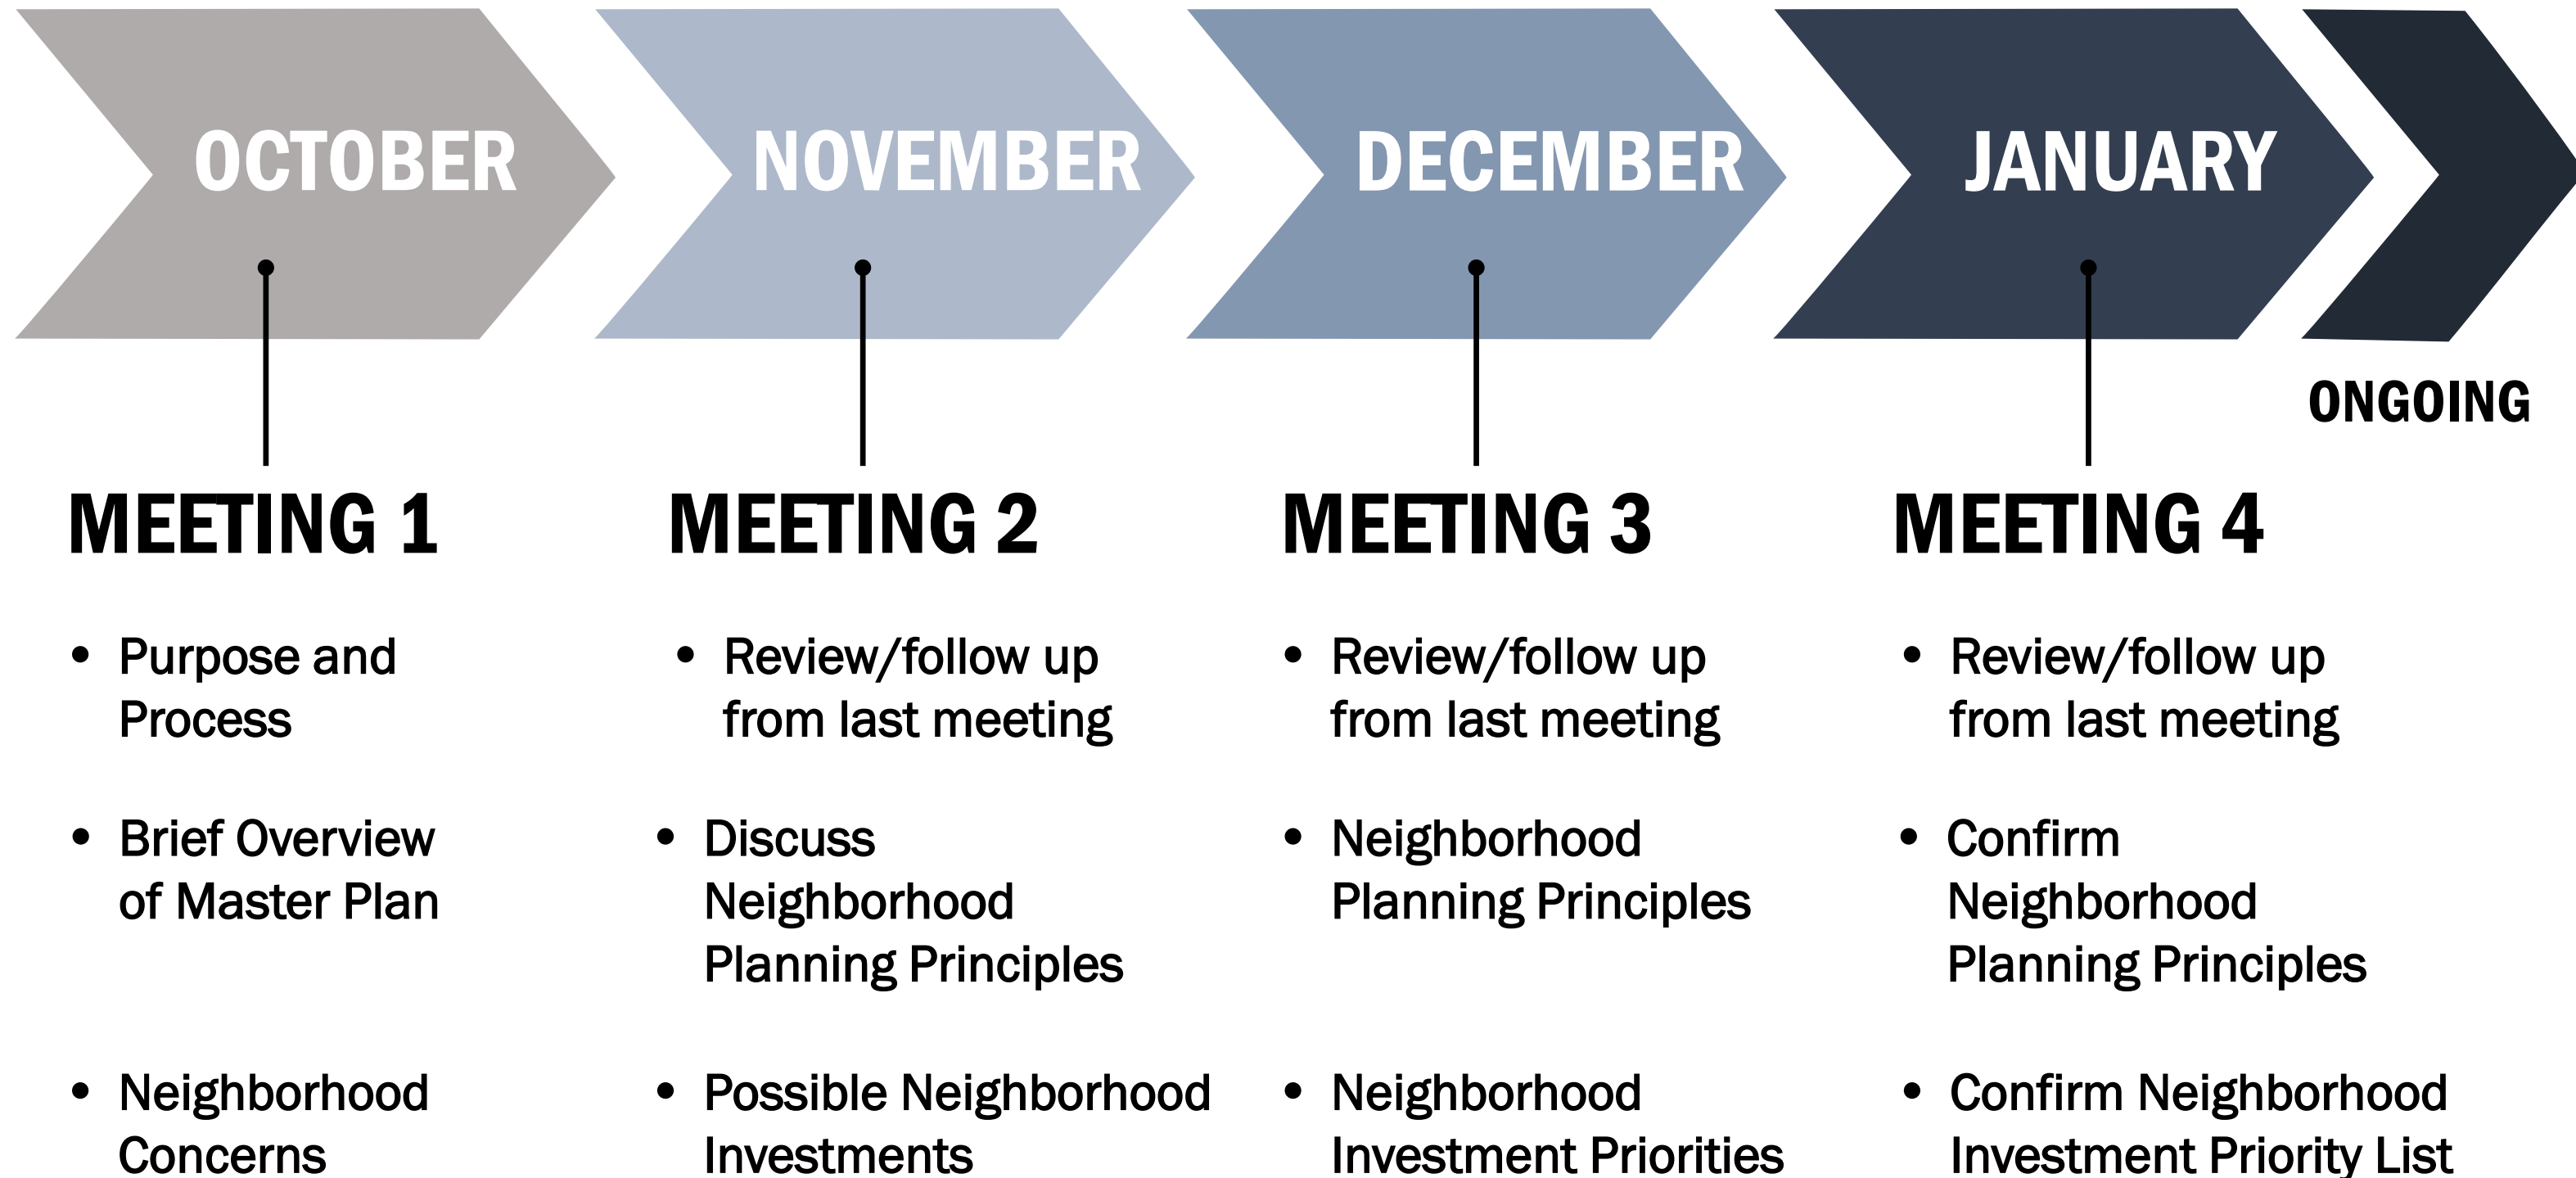 OCTOBER
NOVEMBER
DECEMBER
JANUARY
ONGOING
MEETING 1
• Purpose and
Process
• Brief Overview
of Master Plan
• Neighborhood
Concerns
MEETING 2
• Review/follow up
from last meeting
• Discuss
Neighborhood
Planning Principles
• Possible Neighborhood
Investments
MEETING 3
• Review/follow up
from last meeting
• Neighborhood
Planning Principles
• Neighborhood
Investment Priorities
MEETING 4
• Review/follow up
from last meeting
• Confirm
Neighborhood
Planning Principles
• Confirm Neighborhood
Investment Priority List